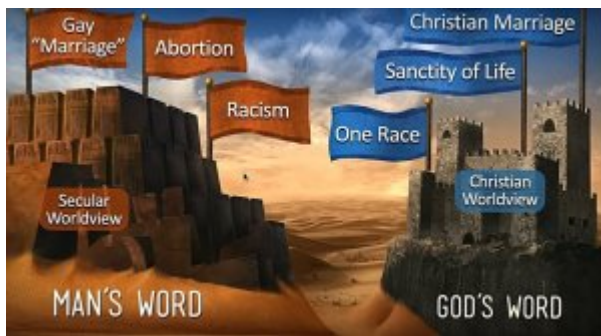 Gay
"Marriage"
Abortion
Racism
Secular
Worldview
MAN'S WORD
Christian Marriage
Sanctity of Life
One Race
Christian
Worldview
GOD'S WORD